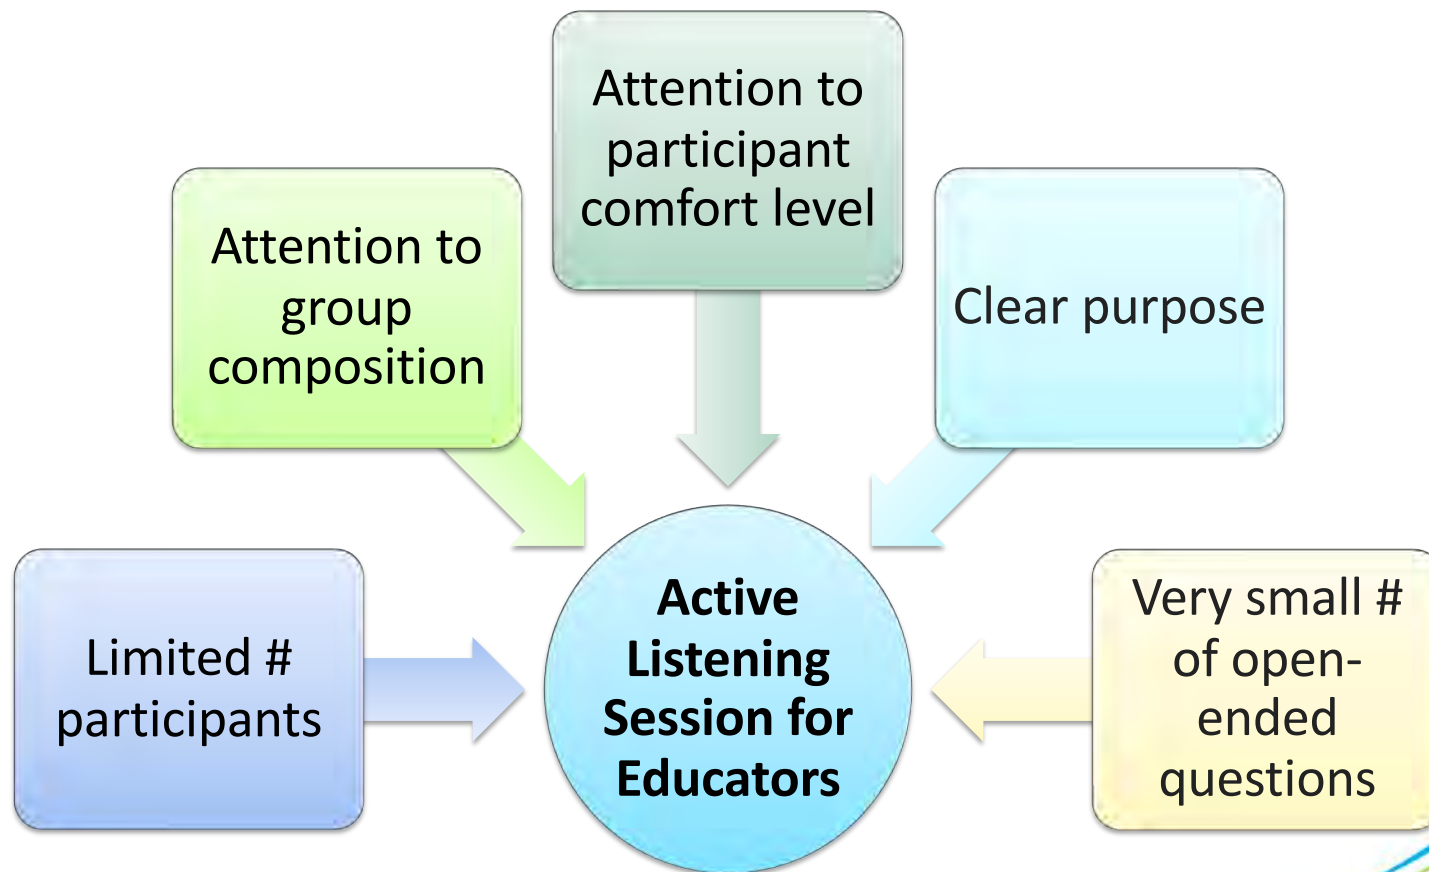 Attention to
participant
comfort level
Attention to
group
composition
Clear purpose
Limited #
participants
Active
Listening
Session for
Educators
Very small #
of open-
ended
questions